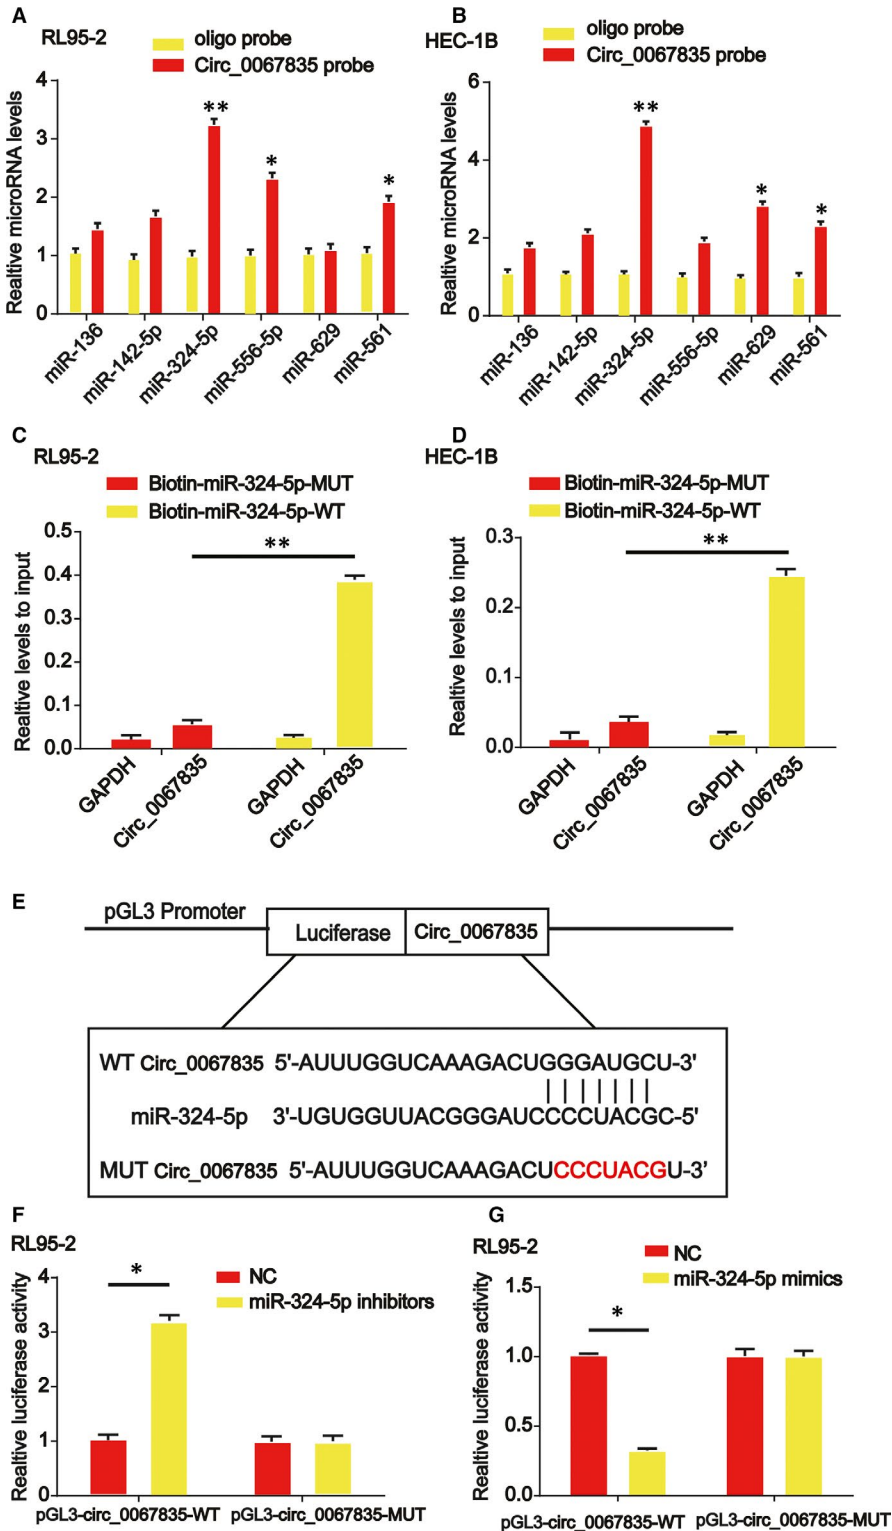 A
RL95-2
oligo probe
Circ_0067835 probe
Realtive microRNA levels
4
3
2
1
0
**
*
*
miR-136
miR-142-5p
miR-324-5p
miR-556-5p
miR-629
miR-561
B
HEC-1B
oligo probe
Circ_0067835 probe
Realtive microRNA levels
6
4
2
0
**
*
*
miR-136
miR-142-5p
miR-324-5p
miR-556-5p
miR-629
miR-561
C
RL95-2
Biotin-miR-324-5p-MUT
Biotin-miR-324-5p-WT
Realtive levels to input
0.5
0.4
0.3
0.2
0.1
0.0
**
GAPDH
Circ_0067835
GAPDH
Circ_0067835
D
HEC-1B
Biotin-miR-324-5p-MUT
Biotin-miR-324-5p-WT
Realtive levels to input
0.3
0.2
0.1
0.0
**
GAPDH
Circ_0067835
GAPDH
Circ_0067835
E
pGL3 Promoter
Luciferase
Circ_0067835
WT Circ_0067835 5'-AUUUGGUCAAAGACUGGGAUGCU-3'
miR-324-5p 3'-UGUGGUUACGGGAUCCCCUACGC-5'
MUT Circ_0067835 5'-AUUUGGUCAAAGACUCCCUACGU-3'
F
RL95-2
NC
miR-324-5p inhibitors
Realtive luciferase activity
4
3
2
1
0
*
pGL3-circ_0067835-WT
pGL3-circ_0067835-MUT
G
RL95-2
NC
miR-324-5p mimics
Realtive luciferase activity
1.5
1.0
0.5
0.0
*
pGL3-circ_0067835-WT
pGL3-circ_0067835-MUT